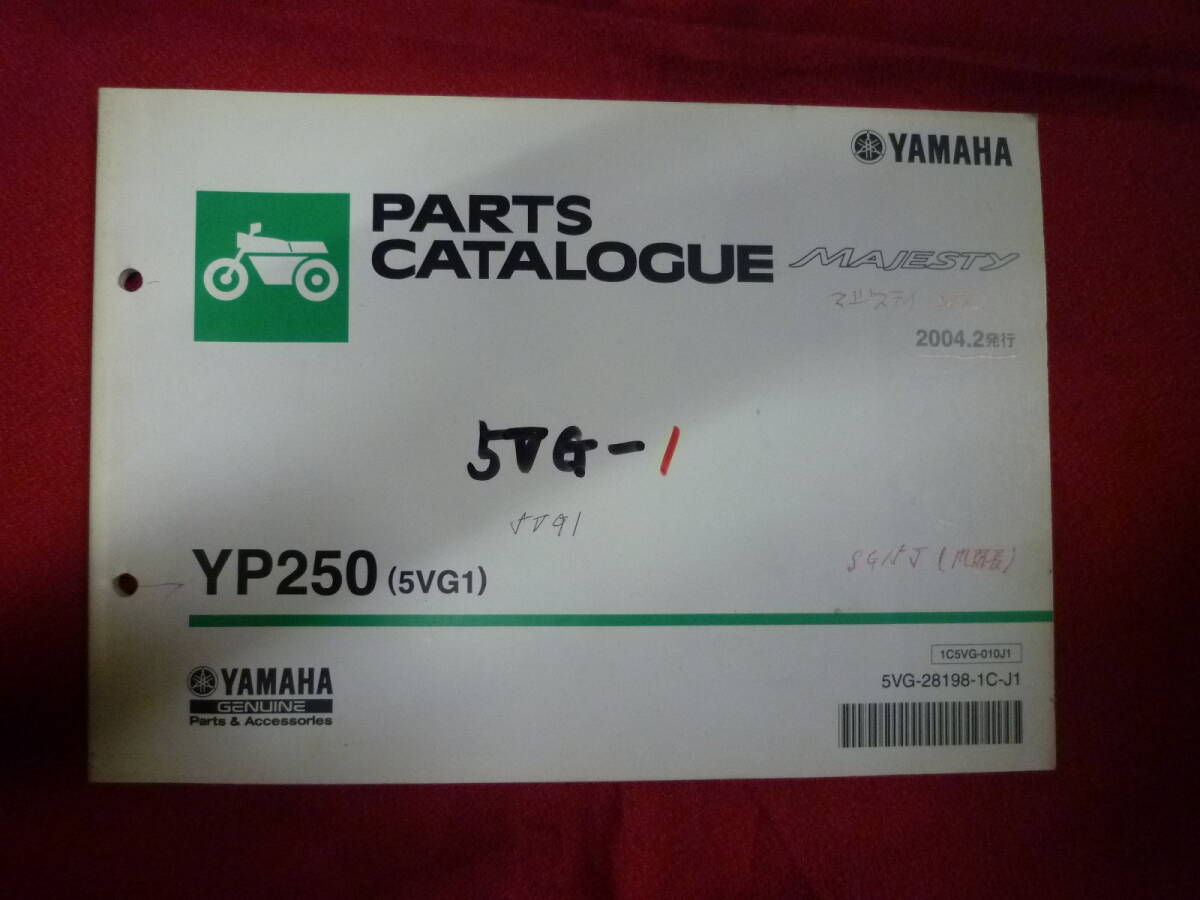 YAMAHA
PARTS
CATALOGUE
MAJESTY
マジェスティ
2004.2発行
5VG-1
5VG1
YP250 (5VG1)
1C5VG-010J1
5VG-28198-1C-J1
YAMAHA
GENUINE
Parts & Accessories